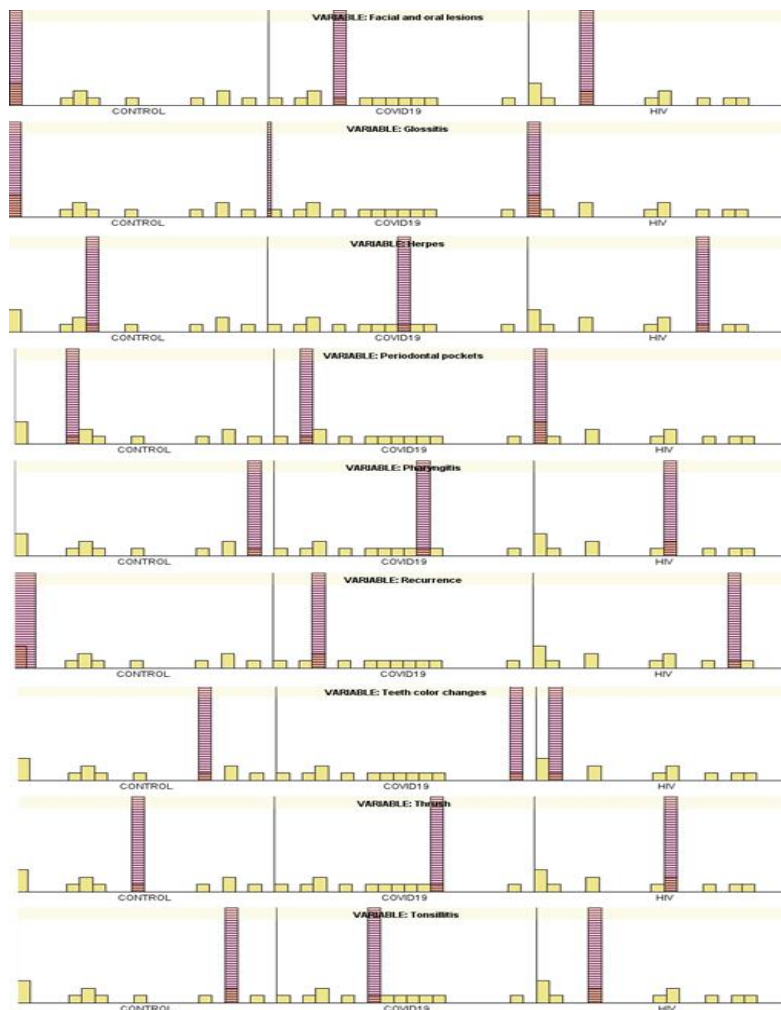 VARIABLE: Facial and oral lesions
CONTROL COVID19 HIV
VARIABLE: Glossitis
CONTROL COVID19 HIV
VARIABLE: Herpes
CONTROL COVID19 HIV
VARIABLE: Periodontal pockets
CONTROL COVID19 HIV
VARIABLE: Pharyngitis
CONTROL COVID19 HIV
VARIABLE: Recurrence
CONTROL COVID19 HIV
VARIABLE: Teeth color changes
CONTROL COVID19 HIV
VARIABLE: Thrush
CONTROL COVID19 HIV
VARIABLE: Tonsillitis
CONTROL COVID19 HIV